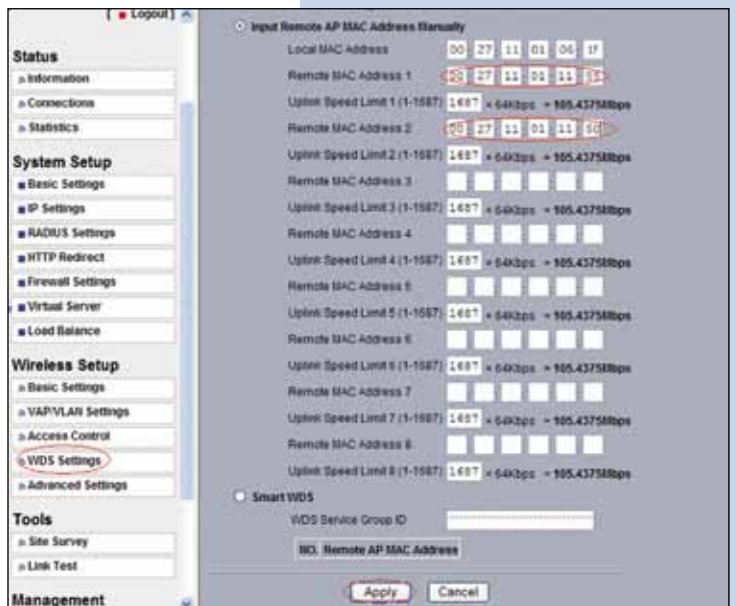 [ Logout ]
Status
Information
Connections
Statistics
System Setup
Basic Settings
IP Settings
RADIUS Settings
HTTP Redirect
Firewall Settings
Virtual Server
Load Balance
Wireless Setup
Basic Settings
VAP/VLAN Settings
Access Control
WDS Settings
Advanced Settings
Tools
Site Survey
Link Test
Management
Input Remote AP MAC Address Manually
Local MAC Address 00 27 11 01 06 1F
Remote MAC Address 1 00 27 11 01 11
Uplink Speed Limit 1 (1-1687) 1687 × 64Kbps = 105.4375Mbps
Remote MAC Address 2 00 27 11 01 11 50
Uplink Speed Limit 2 (1-1687) 1687 × 64Kbps = 105.4375Mbps
Remote MAC Address 3
Uplink Speed Limit 3 (1-1687) 1687 × 64Kbps = 105.4375Mbps
Remote MAC Address 4
Uplink Speed Limit 4 (1-1687) 1687 × 64Kbps = 105.4375Mbps
Remote MAC Address 5
Uplink Speed Limit 5 (1-1687) 1687 × 64Kbps = 105.4375Mbps
Remote MAC Address 6
Uplink Speed Limit 6 (1-1687) 1687 × 64Kbps = 105.4375Mbps
Remote MAC Address 7
Uplink Speed Limit 7 (1-1687) 1687 × 64Kbps = 105.4375Mbps
Remote MAC Address 8
Uplink Speed Limit 8 (1-1687) 1687 × 64Kbps = 105.4375Mbps
Smart WDS
WDS Service Group ID
NO. Remote AP MAC Address
Apply Cancel